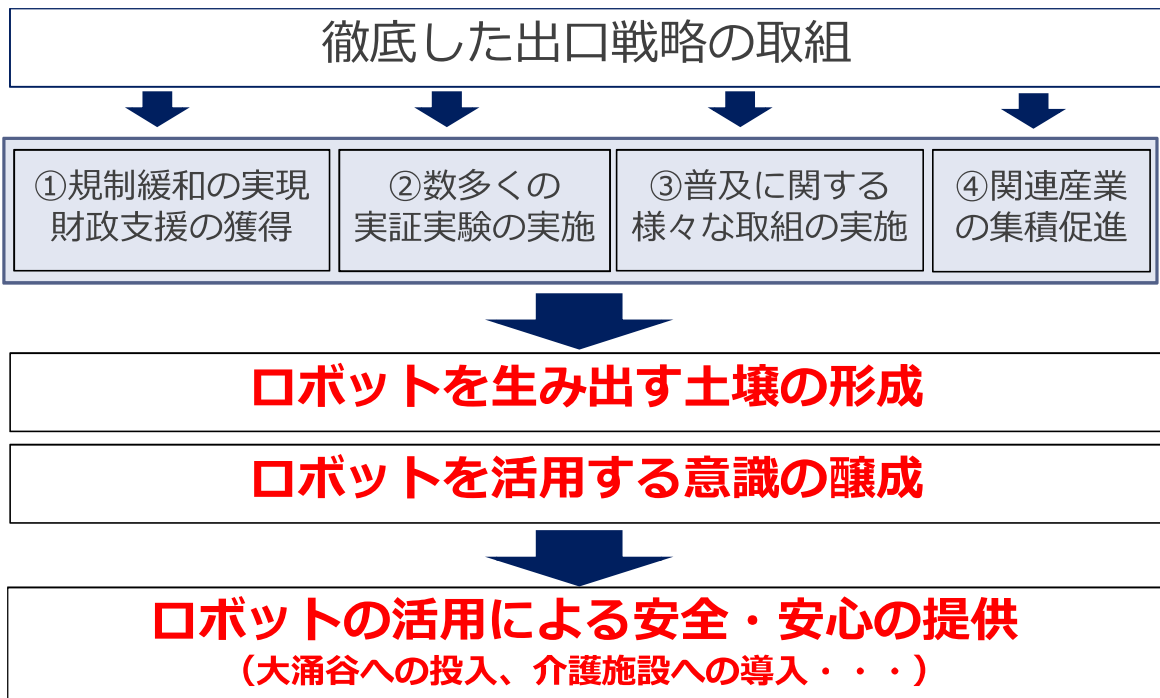 徹底した出口戦略の取組
①規制緩和の実現
財政支援の獲得
②数多くの
実証実験の実施
③普及に関する
様々な取組の実施
④関連産業
の集積促進
ロボットを生み出す土壌の形成
ロボットを活用する意識の醸成
ロボットの活用による安全・安心の提供
（大涌谷への投入、介護施設への導入・・・）